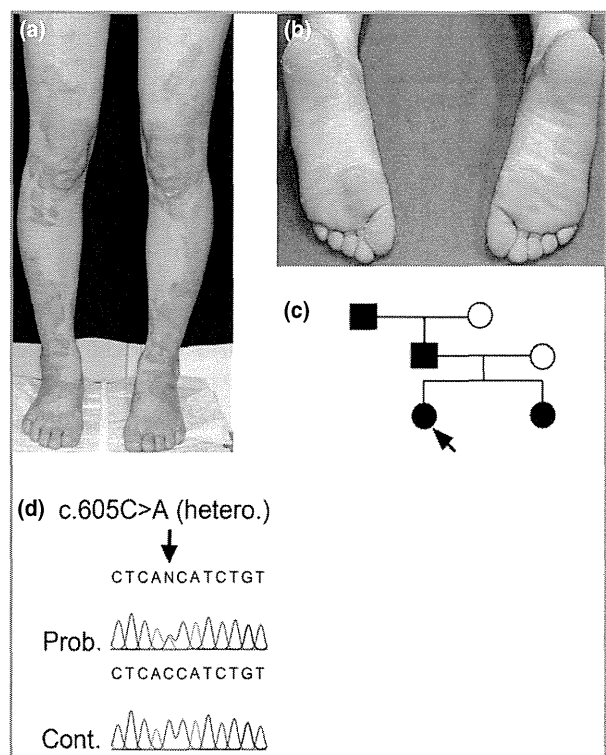 (a)
(b)
(c)
(d) c.605C>A (hetero.)
CTCANCATCTGT
Prob.
CTCACCATCTGT
Cont.